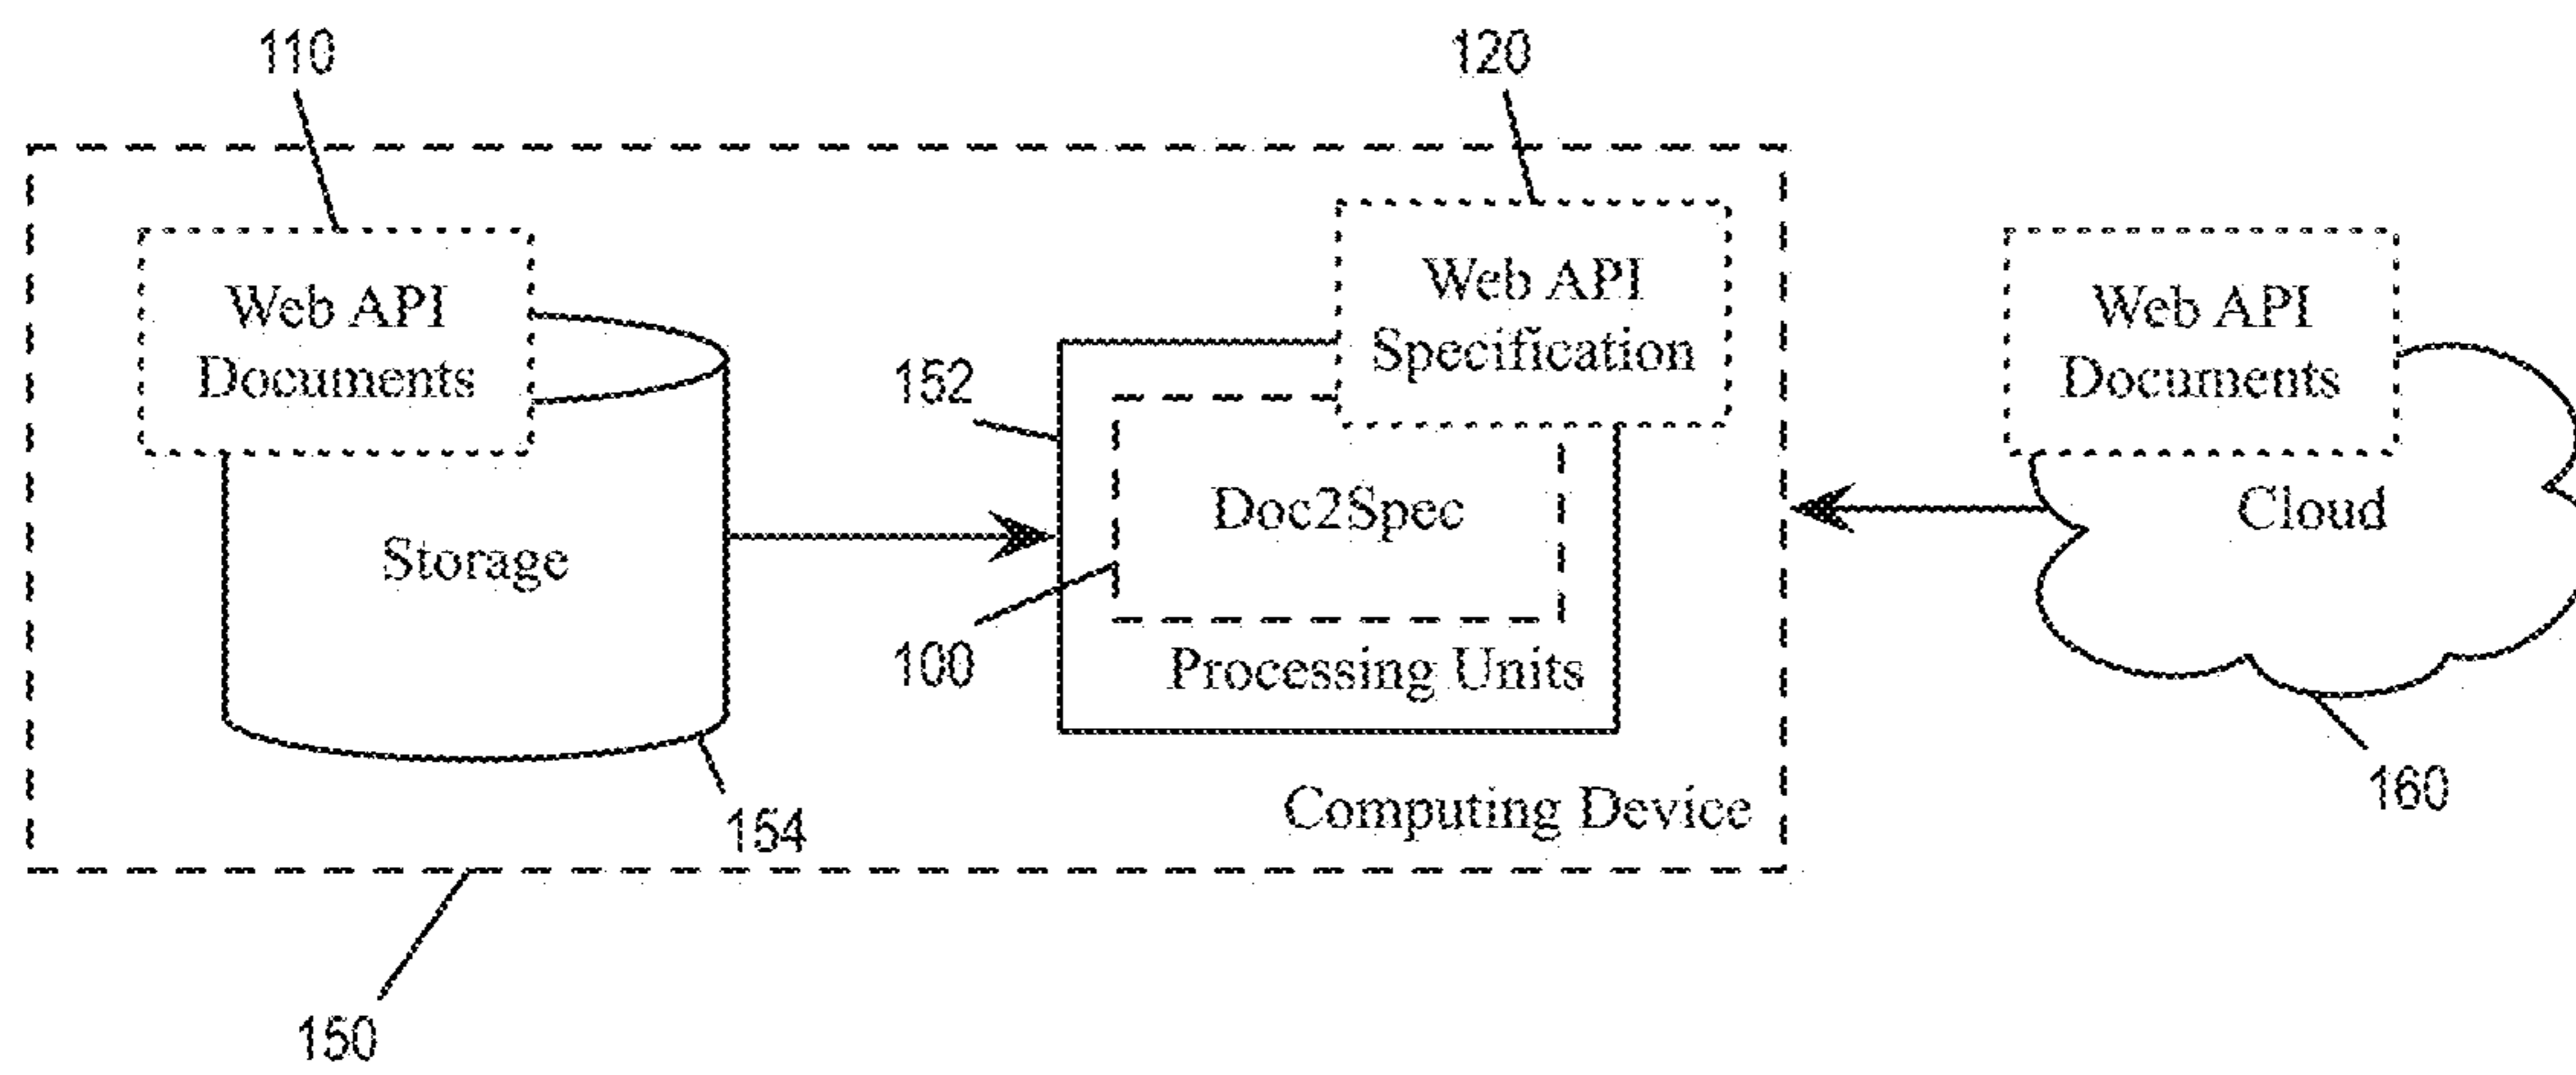 110
120
Web API
Documents
Web API
Specification
Web API
Documents
152
Doc2Spec
Cloud
Storage
100
Processing Units
154
Computing Device
160
150